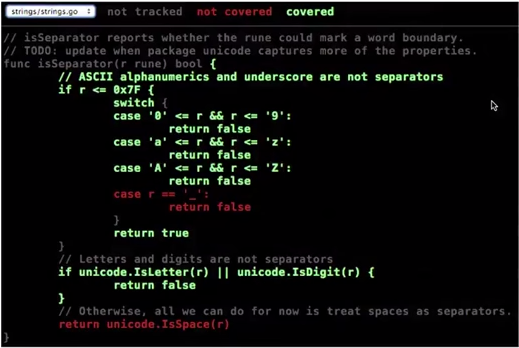 strings/strings.go not tracked not covered covered
// isSeparator reports whether the rune could mark a word boundary.
// TODO: update when package unicode captures more of the properties.
func isSeparator(r rune) bool {
// ASCII alphanumerics and underscore are not separators
if r <= 0x7F {
switch {
case '0' <= r && r <= '9':
return false
case 'a' <= r && r <= 'z':
return false
case 'A' <= r && r <= 'Z':
return false
case r == '_':
return false
}
return true
}
// Letters and digits are not separators
if unicode.IsLetter(r) || unicode.IsDigit(r) {
return false
}
// Otherwise, all we can do for now is treat spaces as separators.
return unicode.IsSpace(r)
}